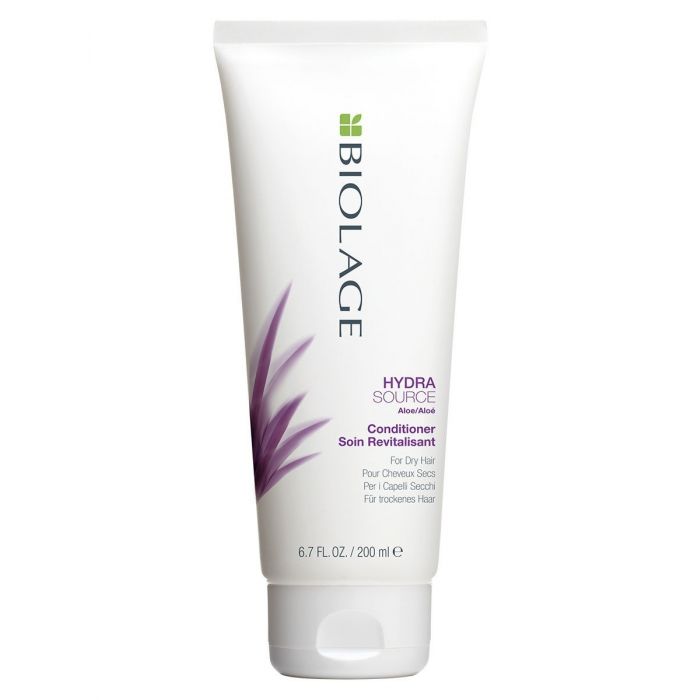 BIOLAGE
HYDRA
SOURCE
Aloe/Aloé
Conditioner
Soin Revitalisant
For Dry Hair
Pour Cheveux Secs
Per i Capelli Secchi
Für trockenes Haar
6.7 FL.OZ. / 200 ml ℮